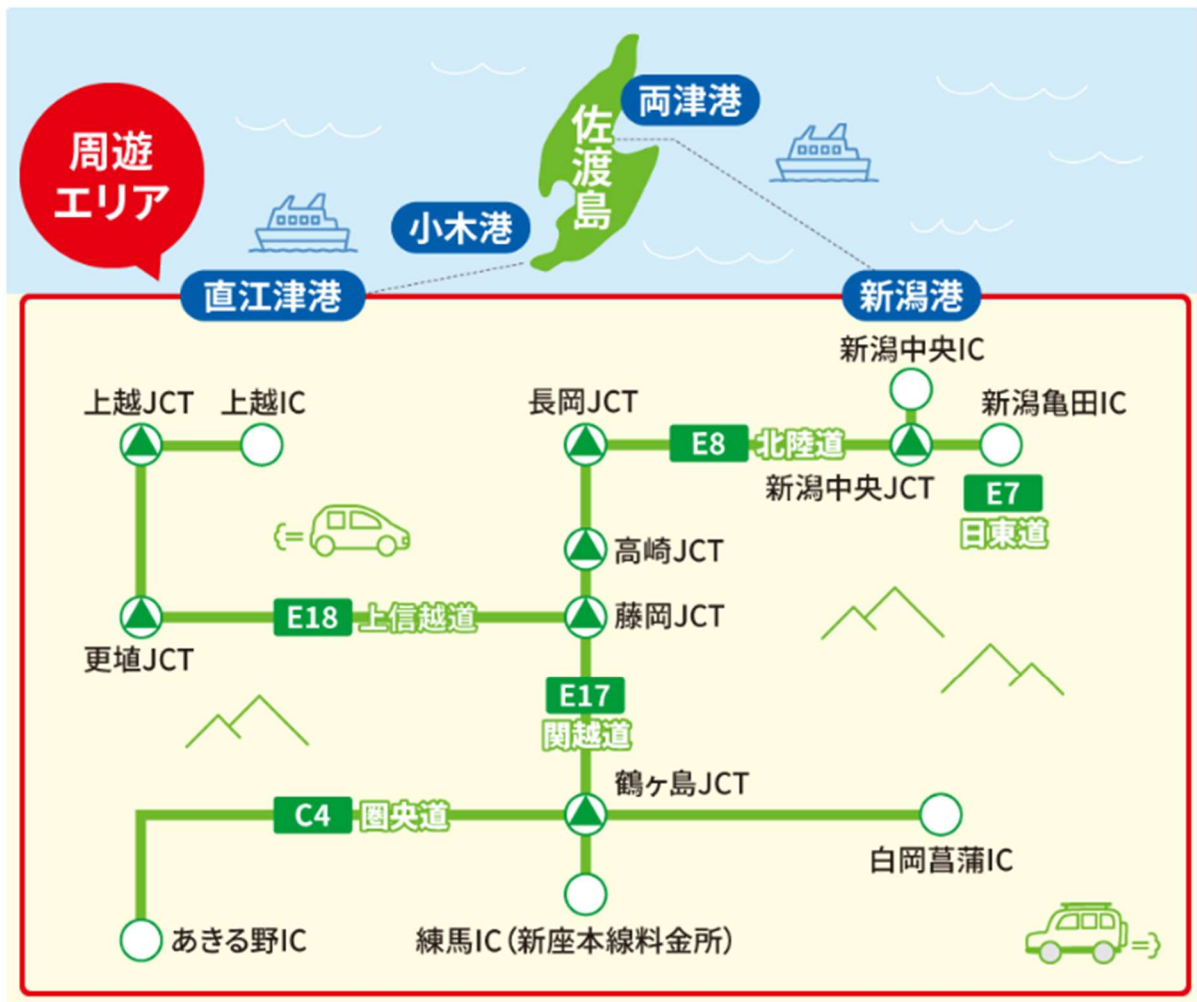 両津港
佐渡島
周遊
エリア
小木港
直江津港
新潟港
新潟中央IC
上越JCT
上越IC
長岡JCT
新潟亀田IC
E8
北陸道
新潟中央JCT
E7
日東道
高崎JCT
E18
上信越道
藤岡JCT
更埴JCT
E17
関越道
鶴ヶ島JCT
C4
圏央道
白岡菖蒲IC
あきる野IC
練馬IC（新座本線料金所）